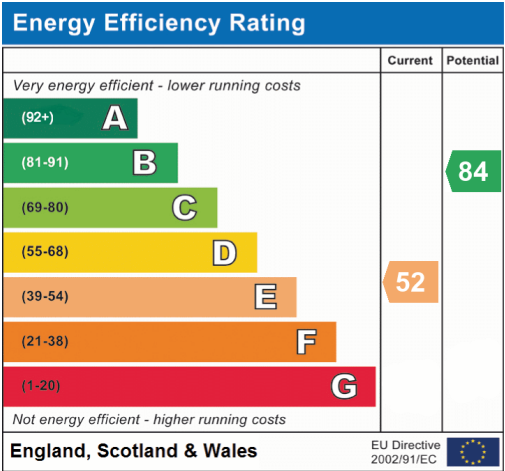 Energy Efficiency Rating
Current Potential
Very energy efficient - lower running costs
(92+) A
(81-91) B
84
(69-80) C
(55-68) D
(39-54) E
52
(21-38) F
(1-20) G
Not energy efficient - higher running costs
England, Scotland & Wales
EU Directive
2002/91/EC